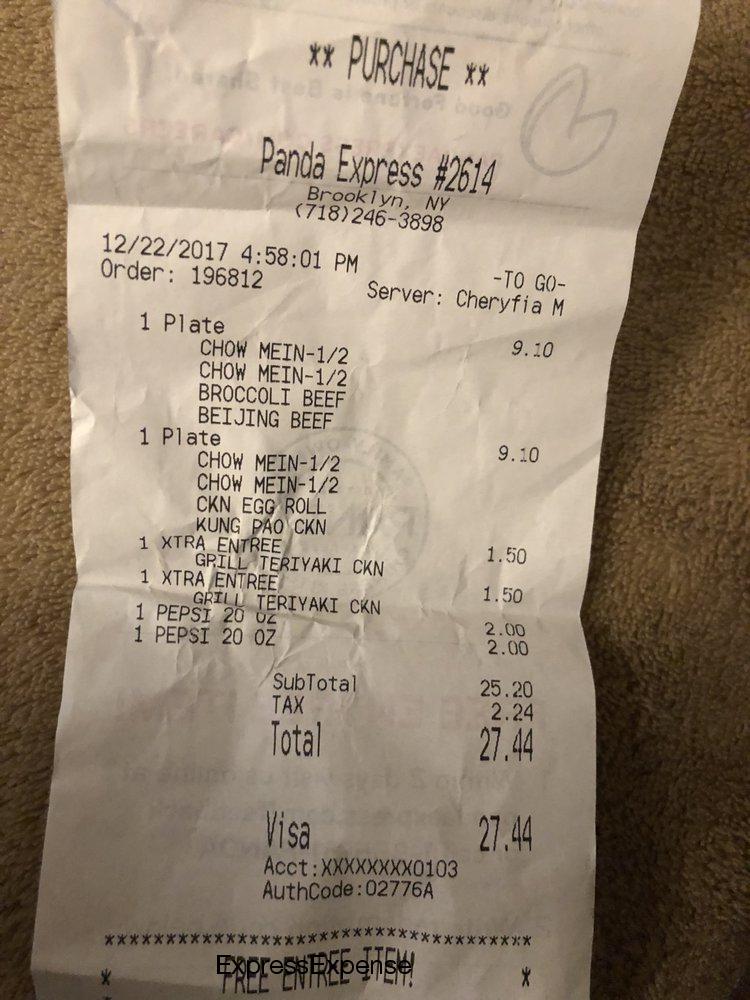 ** PURCHASE **
Panda Express #2614
Brooklyn, NY
(718)246-3898
12/22/2017 4:58:01 PM
-TO GO-
Order: 196812
Server: Cheryfia M
1 Plate 9.10
CHOW MEIN-1/2
CHOW MEIN-1/2
BROCCOLI BEEF
BEIJING BEEF
1 Plate 9.10
CHOW MEIN-1/2
CHOW MEIN-1/2
CKN EGG ROLL
KUNG PAO CKN
1 XTRA ENTREE 1.50
GRILL TERIYAKI CKN
1 XTRA ENTREE 1.50
GRILL TERIYAKI CKN
1 PEPSI 20 OZ 2.00
1 PEPSI 20 OZ 2.00
SubTotal 25.20
TAX 2.24
Total 27.44
Visa 27.44
Acct:XXXXXXXX0103
AuthCode:02776A
****************************************
* FREE ENTREE ITEM! *
ExpressExpense